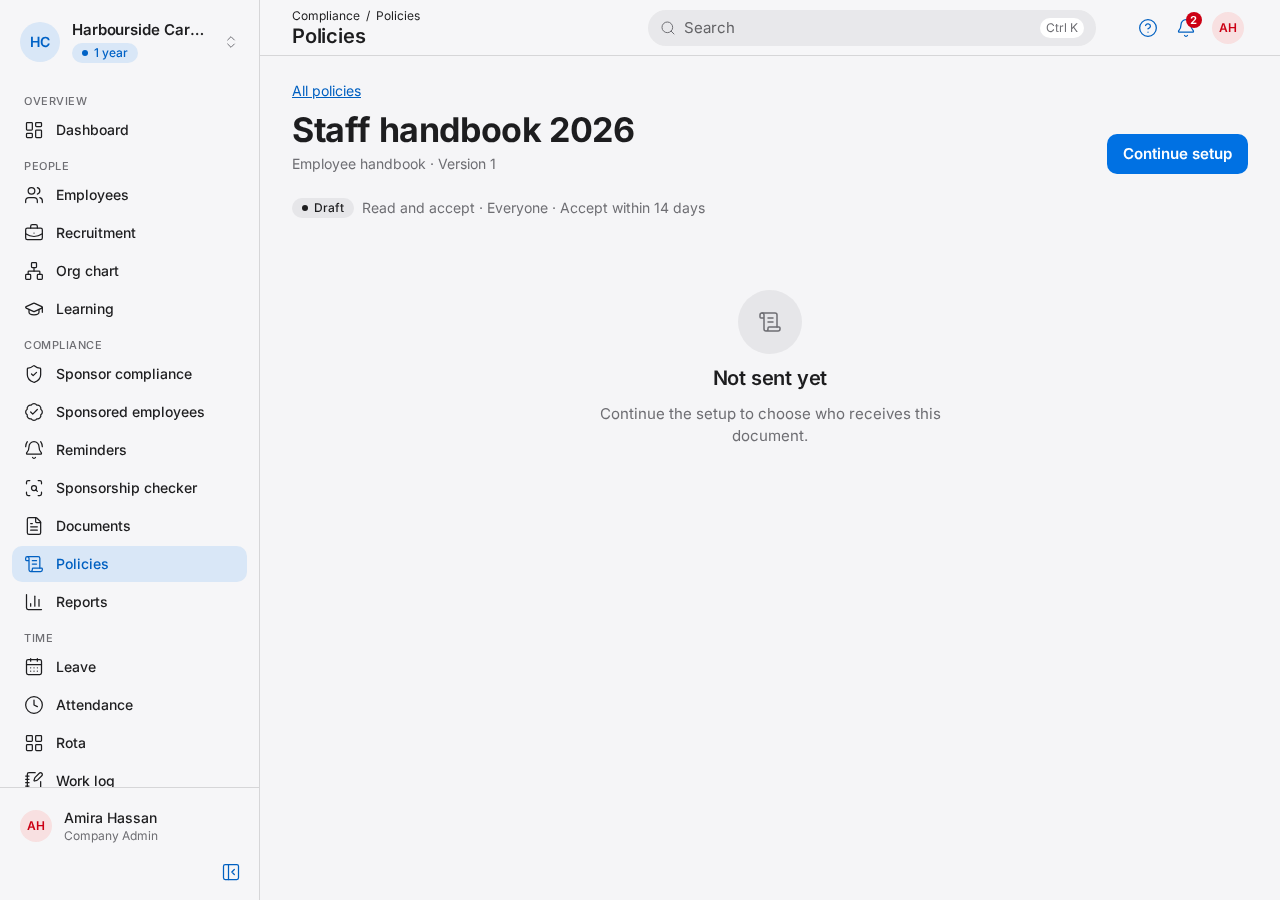 HC
Harbourside Car...
1 year
OVERVIEW
Dashboard
PEOPLE
Employees
Recruitment
Org chart
Learning
COMPLIANCE
Sponsor compliance
Sponsored employees
Reminders
Sponsorship checker
Documents
Policies
Reports
TIME
Leave
Attendance
Rota
Work log
AH
Amira Hassan
Company Admin
Compliance / Policies
Policies
Search
Ctrl K
2
AH
All policies
Staff handbook 2026
Employee handbook · Version 1
Continue setup
Draft
Read and accept · Everyone · Accept within 14 days
Not sent yet
Continue the setup to choose who receives this
document.